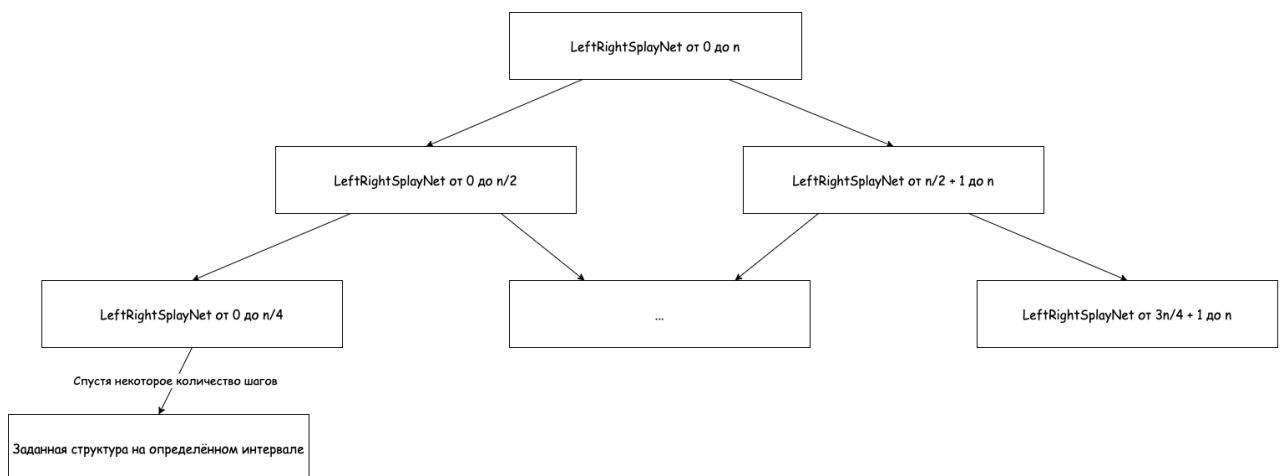 LeftRightSplayNet от 0 до n
LeftRightSplayNet от 0 до n/2
LeftRightSplayNet от n/2 + 1 до n
LeftRightSplayNet от 0 до n/4
...
LeftRightSplayNet от 3n/4 + 1 до n
Спустя некоторое количество шагов
Заданная структура на определённом интервале